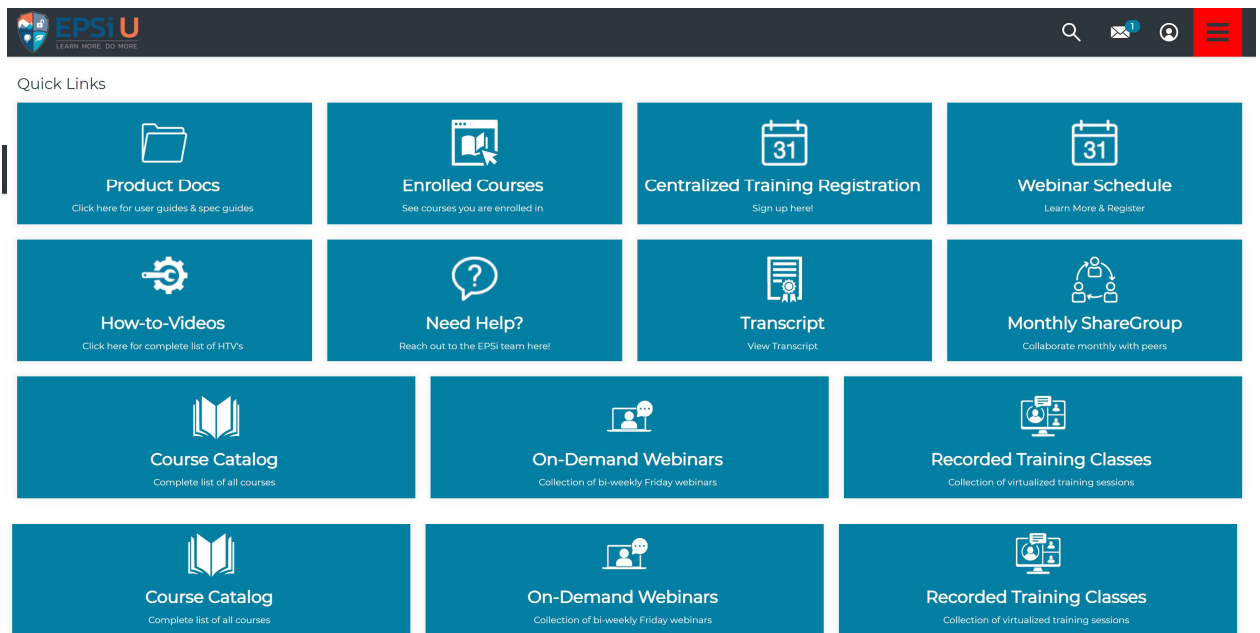 EPSi U
LEARN MORE. DO MORE.
1
Quick Links
31
31
Product Docs
Enrolled Courses
Centralized Training Registration
Webinar Schedule
Click here for user guides & spec guides
See courses you are enrolled in
Sign up here!
Learn More & Register
?
How-to-Videos
Need Help?
Transcript
Monthly ShareGroup
Click here for complete list of HTV's
Reach out to the EPSi team here!
View Transcript
Collaborate monthly with peers
Course Catalog
On-Demand Webinars
Recorded Training Classes
Complete list of all courses
Collection of bi-weekly Friday webinars
Collection of virtualized training sessions
Course Catalog
On-Demand Webinars
Recorded Training Classes
Complete list of all courses
Collection of bi-weekly Friday webinars
Collection of virtualized training sessions